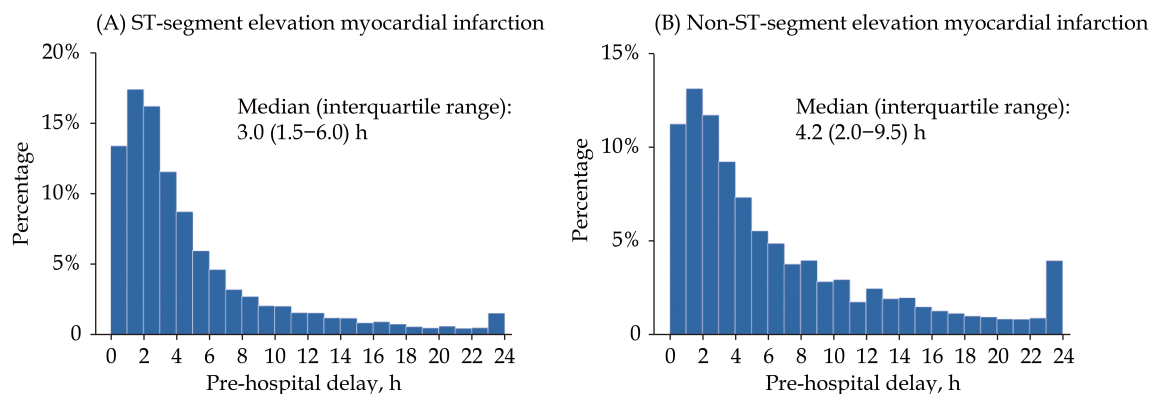 (A) ST-segment elevation myocardial infarction
20%
15%
10%
5%
0
Percentage
Median (interquartile range):
3.0 (1.5−6.0) h
0 2 4 6 8 10 12 14 16 18 20 22 24
Pre-hospital delay, h
(B) Non-ST-segment elevation myocardial infarction
15%
10%
5%
0
Percentage
Median (interquartile range):
4.2 (2.0−9.5) h
0 2 4 6 8 10 12 14 16 18 20 22 24
Pre-hospital delay, h